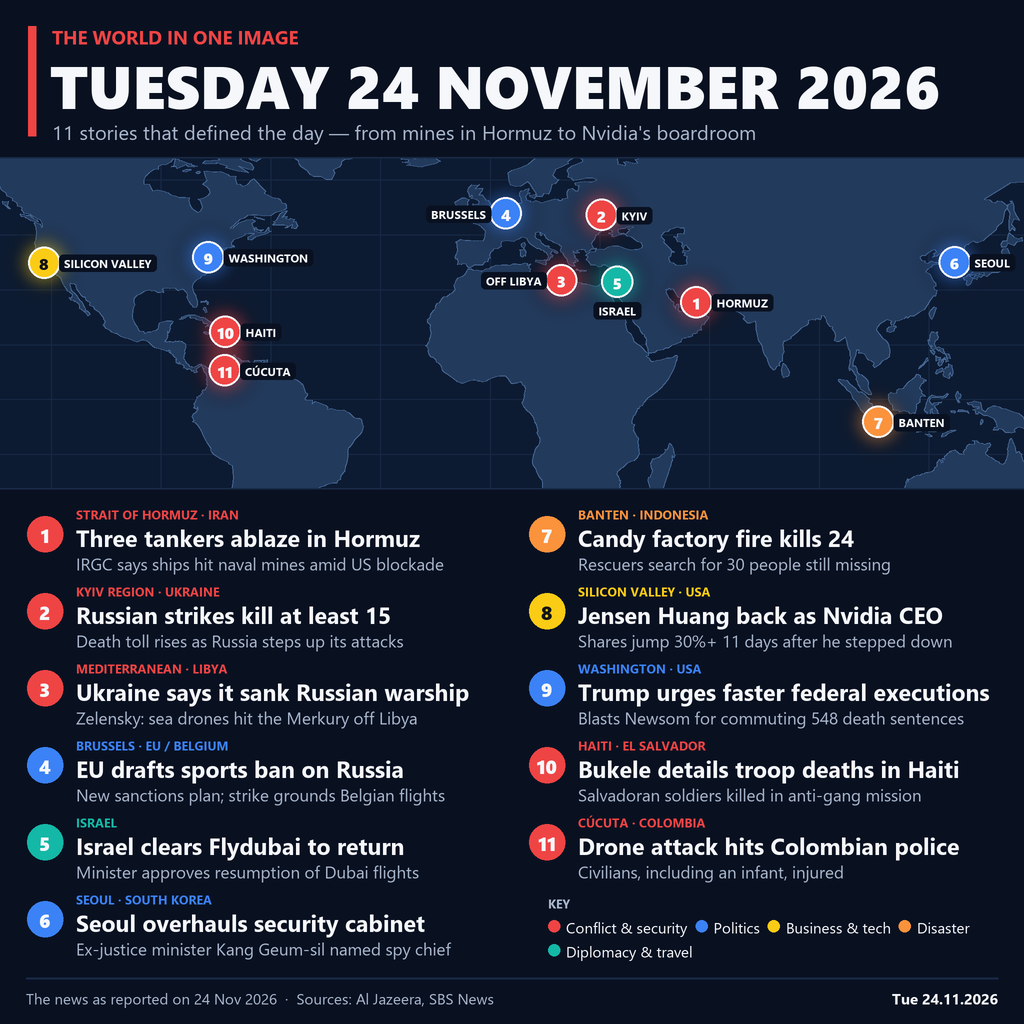 THE WORLD IN ONE IMAGE
TUESDAY 24 NOVEMBER 2026
11 stories that defined the day — from mines in Hormuz to Nvidia's boardroom
BRUSSELS 4
2 KYIV
8 SILICON VALLEY
9 WASHINGTON
6 SEOUL
OFF LIBYA 3
5
ISRAEL
1 HORMUZ
10 HAITI
11 CÚCUTA
7 BANTEN
STRAIT OF HORMUZ · IRAN
1 Three tankers ablaze in Hormuz
IRGC says ships hit naval mines amid US blockade
KYIV REGION · UKRAINE
2 Russian strikes kill at least 15
Death toll rises as Russia steps up its attacks
MEDITERRANEAN · LIBYA
3 Ukraine says it sank Russian warship
Zelensky: sea drones hit the Merkury off Libya
BRUSSELS · EU / BELGIUM
4 EU drafts sports ban on Russia
New sanctions plan; strike grounds Belgian flights
ISRAEL
5 Israel clears Flydubai to return
Minister approves resumption of Dubai flights
SEOUL · SOUTH KOREA
6 Seoul overhauls security cabinet
Ex-justice minister Kang Geum-sil named spy chief
BANTEN · INDONESIA
7 Candy factory fire kills 24
Rescuers search for 30 people still missing
SILICON VALLEY · USA
8 Jensen Huang back as Nvidia CEO
Shares jump 30%+ 11 days after he stepped down
WASHINGTON · USA
9 Trump urges faster federal executions
Blasts Newsom for commuting 548 death sentences
HAITI · EL SALVADOR
10 Bukele details troop deaths in Haiti
Salvadoran soldiers killed in anti-gang mission
CÚCUTA · COLOMBIA
11 Drone attack hits Colombian police
Civilians, including an infant, injured
KEY
Conflict & security Politics Business & tech Disaster
Diplomacy & travel
The news as reported on 24 Nov 2026 · Sources: Al Jazeera, SBS News
Tue 24.11.2026